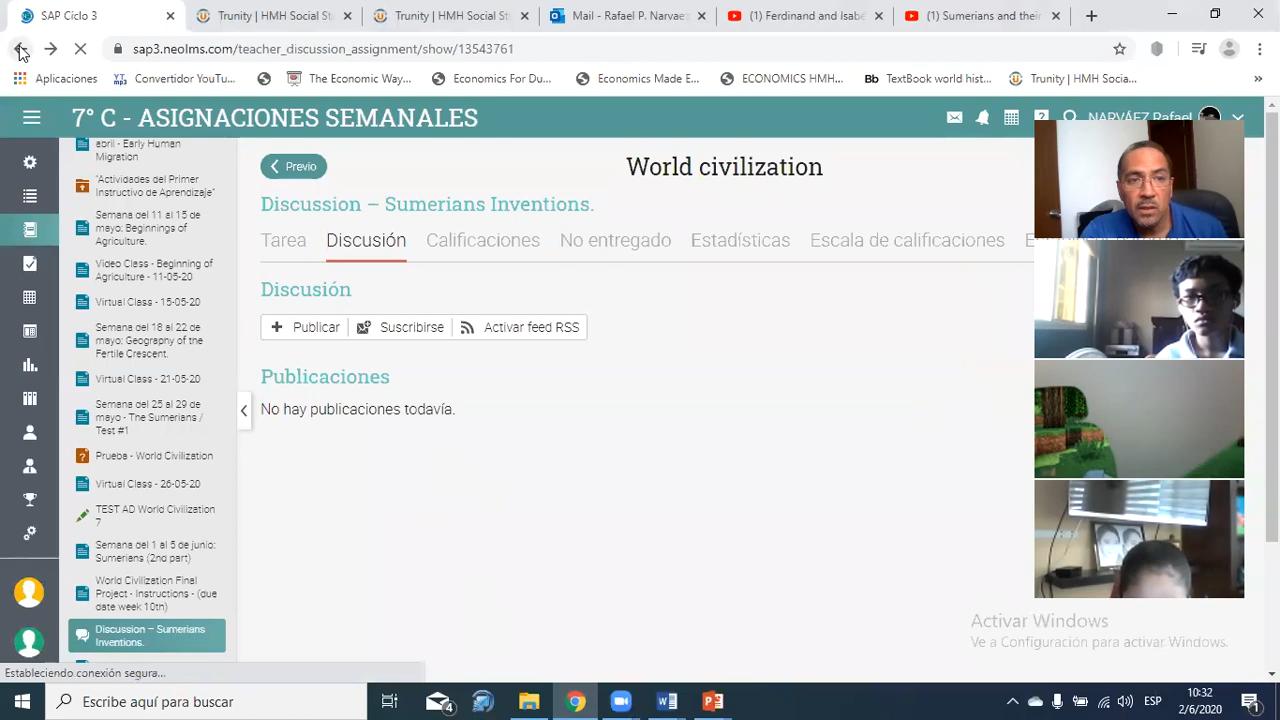 SAP Ciclo 3
Trunity | HMH Social St
Trunity | HMH Social St
Mail - Rafael P. Narvae
(1) Ferdinand and Isabe
(1) Sumerians and their
sap3.neolms.com/teacher_discussion_assignment/show/13543761
Aplicaciones
Convertidor YouTu...
The Economic Way...
Economics For Du...
Economics Made E...
ECONOMICS HMH...
Bb TextBook world hist...
Trunity | HMH Socia...
»
7° C - ASIGNACIONES SEMANALES
NARVÁEZ Rafael
abril - Early Human
Migration
"Actividades del Primer
Instructivo de Aprendizaje"
Semana del 11 al 15 de
mayo: Beginnings of
Agriculture.
Video Class - Beginning of
Agriculture - 11-05-20
Virtual Class - 15-05-20
Semana del 18 al 22 de
mayo: Geography of the
Fertile Crescent.
Virtual Class - 21-05-20
Semana del 25 al 29 de
mayo - The Sumerians /
Test #1
Prueba - World Civilization
Virtual Class - 26-05-20
TEST AD World Civilization
7
Semana del 1 al 5 de junio:
Sumerians (2nd part)
World Civilization Final
Project - Instructions - (due
date week 10th)
Discussion – Sumerians
Inventions.
Previo
World civilization
Discussion – Sumerians Inventions.
Tarea
Discusión
Calificaciones
No entregado
Estadísticas
Escala de calificaciones
Discusión
Publicar
Suscribirse
Activar feed RSS
Publicaciones
No hay publicaciones todavía.
Activar Windows
Ve a Configuración para activar Windows.
Estableciendo conexión segura...
Escribe aquí para buscar
4
ESP
10:32
2/6/2020
1